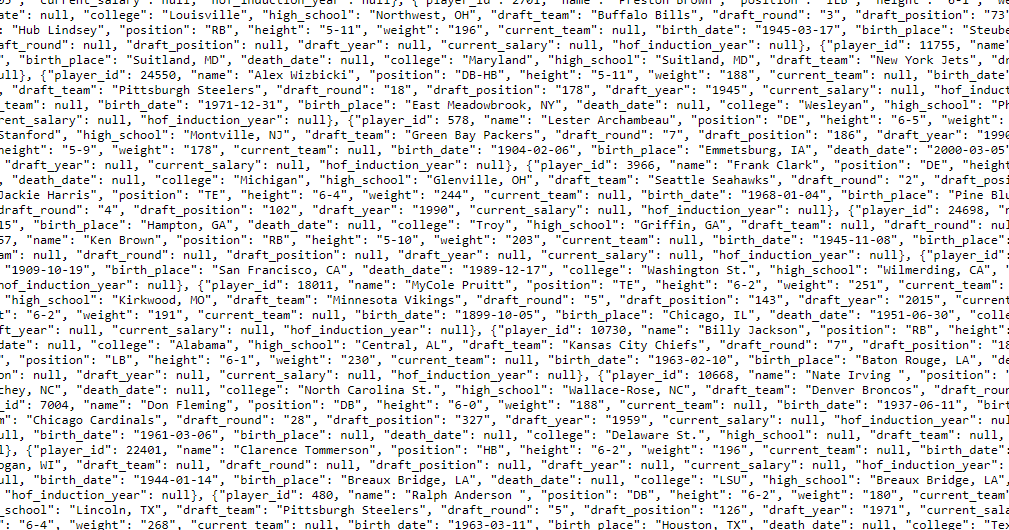 null, "current_salary": null, "hof_induction_year": null}, {"player_id": 2701, "name": "Preston Brown", "position": "ILB", "height": "6-1",
date": null, "college": "Louisville", "high_school": "Northwest, OH", "draft_team": "Buffalo Bills", "draft_round": "3", "draft_position": "73"
"Hub Lindsey", "position": "RB", "height": "5-11", "weight": "196", "current_team": null, "birth_date": "1945-03-17", "birth_place": "Steube
aft_round": null, "draft_position": null, "draft_year": null, "current_salary": null, "hof_induction_year": null}, {"player_id": 11755, "name"
", "birth_place": "Suitland, MD", "death_date": null, "college": "Maryland", "high_school": "Suitland, MD", "draft_team": "New York Jets", "d
ull}, {"player_id": 24550, "name": "Alex Wizbicki", "position": "DB-HB", "height": "5-11", "weight": "188", "current_team": null, "birth_date"
, "draft_team": "Pittsburgh Steelers", "draft_round": "18", "draft_position": "178", "draft_year": "1945", "current_salary": null, "hof_induct
team": null, "birth_date": "1971-12-31", "birth_place": "East Meadowbrook, NY", "death_date": null, "college": "Wesleyan", "high_school": "Ph
rent_salary": null, "hof_induction_year": null}, {"player_id": 578, "name": "Lester Archambeau", "position": "DE", "height": "6-5", "weight":
Stanford", "high_school": "Montville, NJ", "draft_team": "Green Bay Packers", "draft_round": "7", "draft_position": "186", "draft_year": "1990
height": "5-9", "weight": "178", "current_team": null, "birth_date": "1904-02-06", "birth_place": "Emmetsburg, IA", "death_date": "2000-03-05"
"draft_year": null, "current_salary": null, "hof_induction_year": null}, {"player_id": 3966, "name": "Frank Clark", "position": "DE", "height
, "death_date": null, "college": "Michigan", "high_school": "Glenville, OH", "draft_team": "Seattle Seahawks", "draft_round": "2", "draft_posi
Jackie Harris", "position": "TE", "height": "6-4", "weight": "244", "current_team": null, "birth_date": "1968-01-04", "birth_place": "Pine Blu
draft_round": "4", "draft_position": "102", "draft_year": "1990", "current_salary": null, "hof_induction_year": null}, {"player_id": 24698, "n
15", "birth_place": "Hampton, GA", "death_date": null, "college": "Troy", "high_school": "Griffin, GA", "draft_team": null, "draft_round": nul
57, "name": "Ken Brown", "position": "RB", "height": "5-10", "weight": "203", "current_team": null, "birth_date": "1945-11-08", "birth_place":
am": null, "draft_round": null, "draft_position": null, "draft_year": null, "current_salary": null, "hof_induction_year": null}, {"player_id":
"1909-10-19", "birth_place": "San Francisco, CA", "death_date": "1989-12-17", "college": "Washington St.", "high_school": "Wilmerding, CA",
hof_induction_year": null}, {"player_id": 18011, "name": "MyCole Pruitt", "position": "TE", "height": "6-2", "weight": "251", "current_team":
"high_school": "Kirkwood, MO", "draft_team": "Minnesota Vikings", "draft_round": "5", "draft_position": "143", "draft_year": "2015", "curren
t": "6-2", "weight": "191", "current_team": null, "birth_date": "1899-10-05", "birth_place": "Chicago, IL", "death_date": "1951-06-30", "colle
ft_year": null, "current_salary": null, "hof_induction_year": null}, {"player_id": 10730, "name": "Billy Jackson", "position": "RB", "height":
date": null, "college": "Alabama", "high_school": "Central, AL", "draft_team": "Kansas City Chiefs", "draft_round": "7", "draft_position": "18
, "position": "LB", "height": "6-1", "weight": "230", "current_team": null, "birth_date": "1963-02-10", "birth_place": "Baton Rouge, LA", "dea
on": null, "draft_year": null, "current_salary": null, "hof_induction_year": null}, {"player_id": 10668, "name": "Nate Irving ", "position": "
chey, NC", "death_date": null, "college": "North Carolina St.", "high_school": "Wallace-Rose, NC", "draft_team": "Denver Broncos", "draft_roun
_id": 7004, "name": "Don Fleming", "position": "DB", "height": "6-0", "weight": "188", "current_team": null, "birth_date": "1937-06-11", "birt
m": "Chicago Cardinals", "draft_round": "28", "draft_position": "327", "draft_year": "1959", "current_salary": null, "hof_induction_year": nul
ull, "birth_date": "1961-03-06", "birth_place": null, "death_date": null, "college": "Delaware St.", "high_school": null, "draft_team": null,
l}, {"player_id": 22401, "name": "Clarence Tommerson", "position": "HB", "height": "6-2", "weight": "196", "current_team": null, "birth_date":
ogan, WI", "draft_team": null, "draft_round": null, "draft_position": null, "draft_year": null, "current_salary": null, "hof_induction_year":
"birth_date": "1944-01-14", "birth_place": "Breaux Bridge, LA", "death_date": null, "college": "LSU", "high_school": "Breaux Bridge, LA",
"hof_induction_year": null}, {"player_id": 480, "name": "Ralph Anderson ", "position": "DB", "height": "6-2", "weight": "180", "current_team"
_school": "Lincoln, TX", "draft_team": "Pittsburgh Steelers", "draft_round": "5", "draft_position": "126", "draft_year": "1971", "current_sala
"6-4", "weight": "268", "current_team": null, "birth_date": "1963-03-11", "birth_place": "Houston, TX", "death_date": null, "college": "Tex